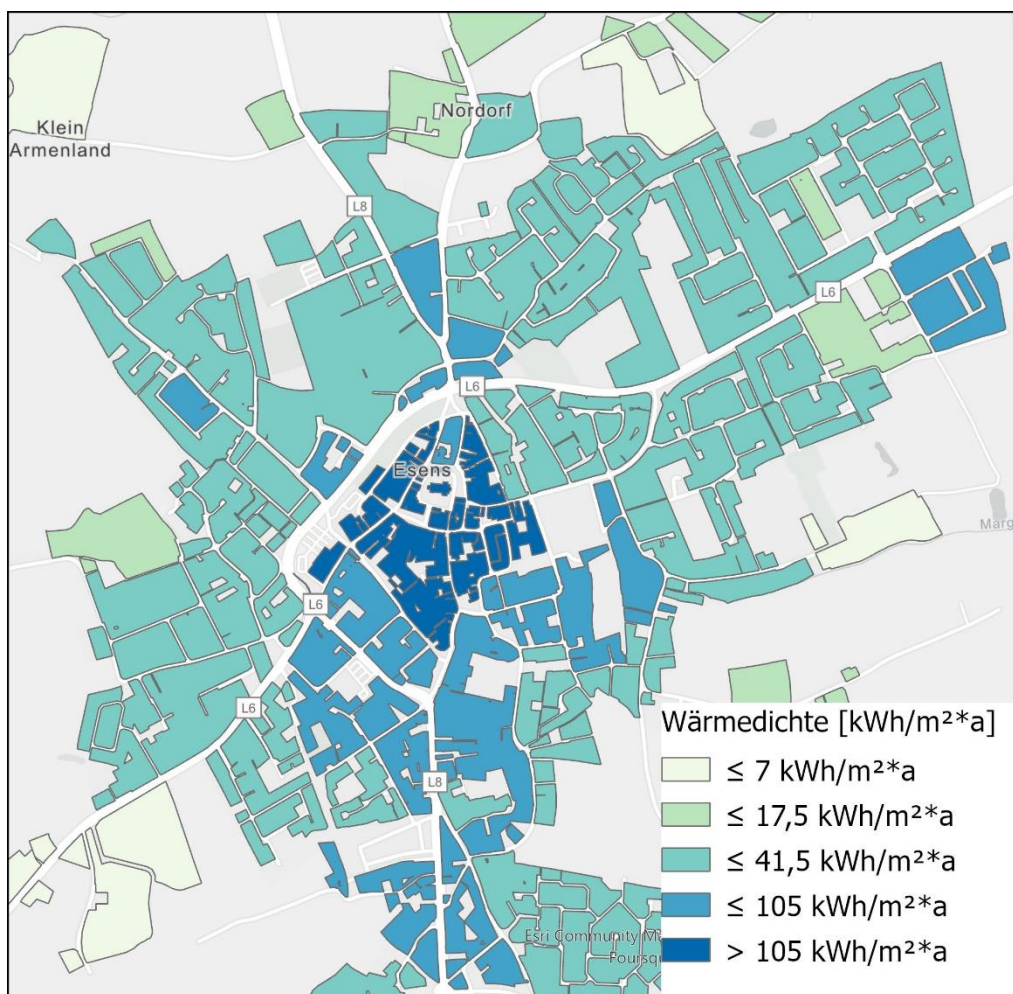 Nordorf
Klein
Armenland
L8
L6
L6
Esens
Marg
L6
L6
L8
Wärmedichte [kWh/m²*a]
≤ 7 kWh/m²*a
≤ 17,5 kWh/m²*a
≤ 41,5 kWh/m²*a
≤ 105 kWh/m²*a
> 105 kWh/m²*a
Esri Community M
Foursq